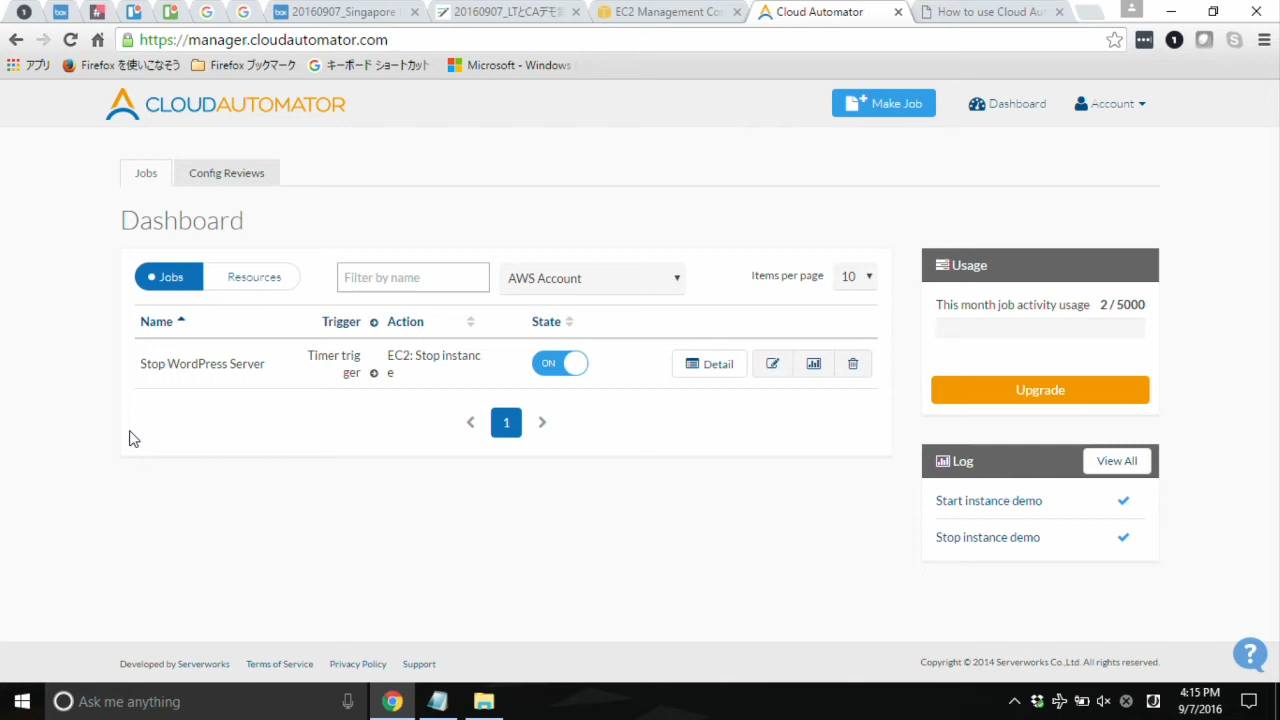 20160907_Singapore
20160907_LTとCAデモ
EC2 Management Co
Cloud Automator
How to use Cloud Au
https://manager.cloudautomator.com
アプリ
Firefox を使いこなそう
Firefox ブックマーク
キーボード ショートカット
Microsoft - Windows
CLOUDAUTOMATOR
Make Job
Dashboard
Account
Jobs
Config Reviews
Dashboard
Jobs
Resources
Filter by name
AWS Account
Items per page
10
Name
Trigger
Action
State
Stop WordPress Server
Timer trig
ger
EC2: Stop instanc
e
ON
Detail
1
Usage
This month job activity usage 2 / 5000
Upgrade
Log
View All
Start instance demo
Stop instance demo
Developed by Serverworks
Terms of Service
Privacy Policy
Support
Copyright © 2014 Serverworks Co.,Ltd. All rights reserved.
?
Ask me anything
4:15 PM
9/7/2016